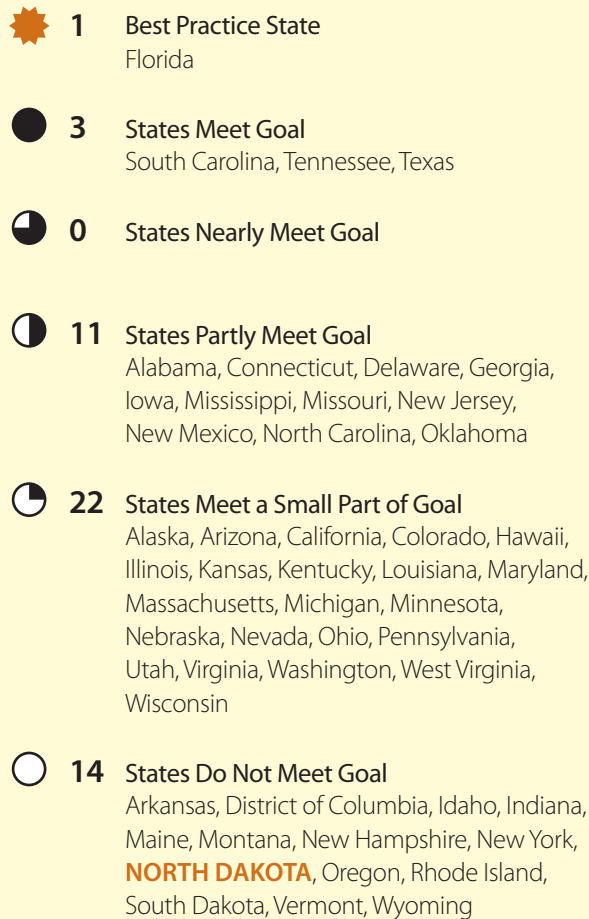 1 Best Practice State
Florida
3 States Meet Goal
South Carolina, Tennessee, Texas
0 States Nearly Meet Goal
11 States Partly Meet Goal
Alabama, Connecticut, Delaware, Georgia,
Iowa, Mississippi, Missouri, New Jersey,
New Mexico, North Carolina, Oklahoma
22 States Meet a Small Part of Goal
Alaska, Arizona, California, Colorado, Hawaii,
Illinois, Kansas, Kentucky, Louisiana, Maryland,
Massachusetts, Michigan, Minnesota,
Nebraska, Nevada, Ohio, Pennsylvania,
Utah, Virginia, Washington, West Virginia,
Wisconsin
14 States Do Not Meet Goal
Arkansas, District of Columbia, Idaho, Indiana,
Maine, Montana, New Hampshire, New York,
NORTH DAKOTA, Oregon, Rhode Island,
South Dakota, Vermont, Wyoming